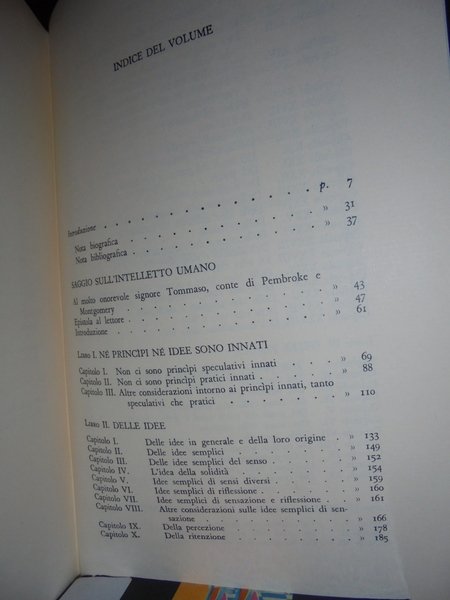 INDICE DEL VOLUME
Introduzione . . . . . . . . . . p. 7
Nota biografica . . . . . . . . . . » 31
Nota bibliografica . . . . . . . . . . » 37
SAGGIO SULL'INTELLETTO UMANO
Al molto onorevole signore Tommaso, conte di Pembroke e
Montgomery . . . . . . . . . . » 43
Epistola al lettore . . . . . . . . . . » 47
Introduzione . . . . . . . . . . » 61
LIBRO I. NÉ PRINCÌPI NÉ IDEE SONO INNATI
Capitolo I. Non ci sono princìpi speculativi innati . . . . » 69
Capitolo II. Non ci sono princìpi pratici innati . . . . . » 88
Capitolo III. Altre considerazioni intorno ai princìpi innati, tanto
speculativi che pratici . . . . . . » 110
LIBRO II. DELLE IDEE
Capitolo I. Delle idee in generale e della loro origine . . » 133
Capitolo II. Delle idee semplici . . . . . . . » 149
Capitolo III. Delle idee semplici del senso . . . . . » 152
Capitolo IV. L'idea della solidità . . . . . . . » 154
Capitolo V. Idee semplici di sensi diversi . . . . . » 159
Capitolo VI. Idee semplici di riflessione . . . . . » 160
Capitolo VII. Idee semplici di sensazione e riflessione . . . » 161
Capitolo VIII. Altre considerazioni sulle idee semplici di sen-
sazione . . . . . . . . . » 166
Capitolo IX. Della percezione . . . . . . . » 178
Capitolo X. Della ritenzione . . . . . . . » 185